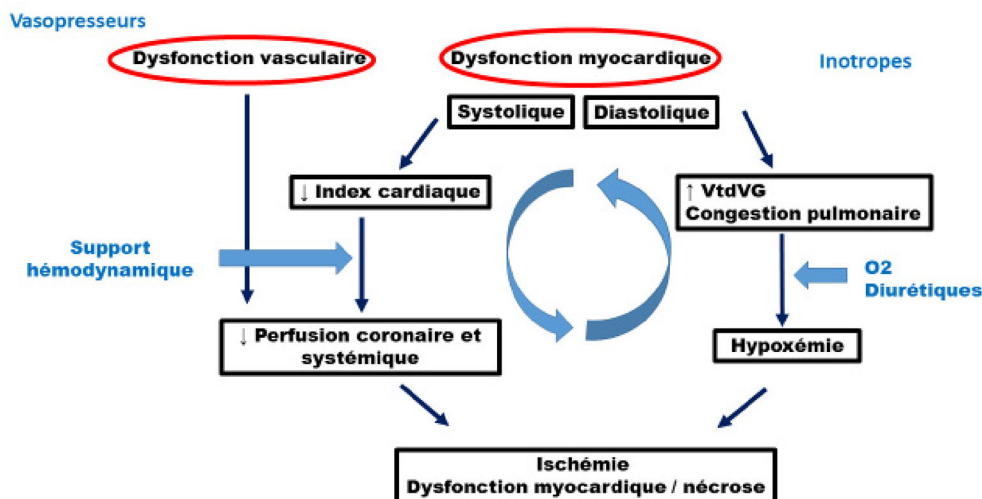 Vasopresseurs
Dysfonction vasculaire
Dysfonction myocardique
Inotropes
Systolique
Diastolique
↓ Index cardiaque
↑ VtdVG
Congestion pulmonaire
Support
hémodynamique
O2
Diurétiques
↓ Perfusion coronaire et
systémique
Hypoxémie
Ischémie
Dysfonction myocardique / nécrose